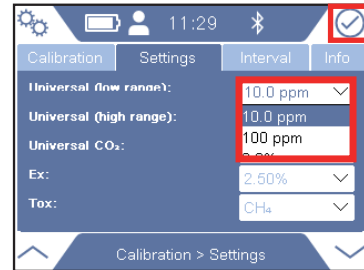 11:29
Calibration Settings Interval Info
Universal (low range): 10.0 ppm
10.0 ppm
Universal (high range): 100 ppm
Universal CO₂:
Ex: 2.50%
Tox: CH₄
Calibration > Settings